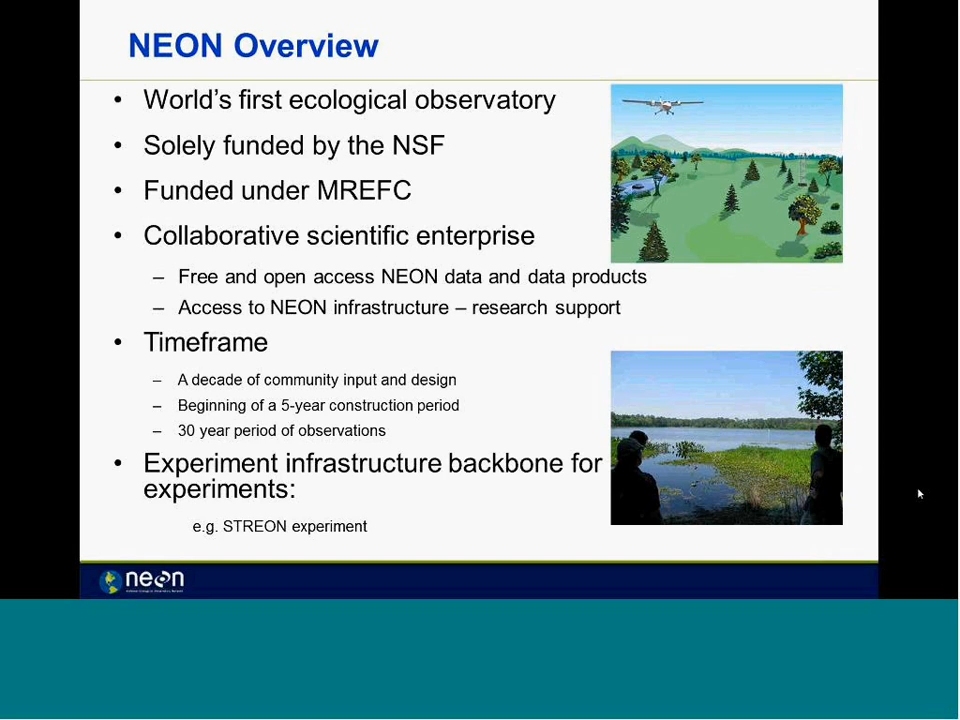 NEON Overview
• World's first ecological observatory
• Solely funded by the NSF
• Funded under MREFC
• Collaborative scientific enterprise
– Free and open access NEON data and data products
– Access to NEON infrastructure – research support
• Timeframe
– A decade of community input and design
– Beginning of a 5-year construction period
– 30 year period of observations
• Experiment infrastructure backbone for
experiments:
e.g. STREON experiment
neon